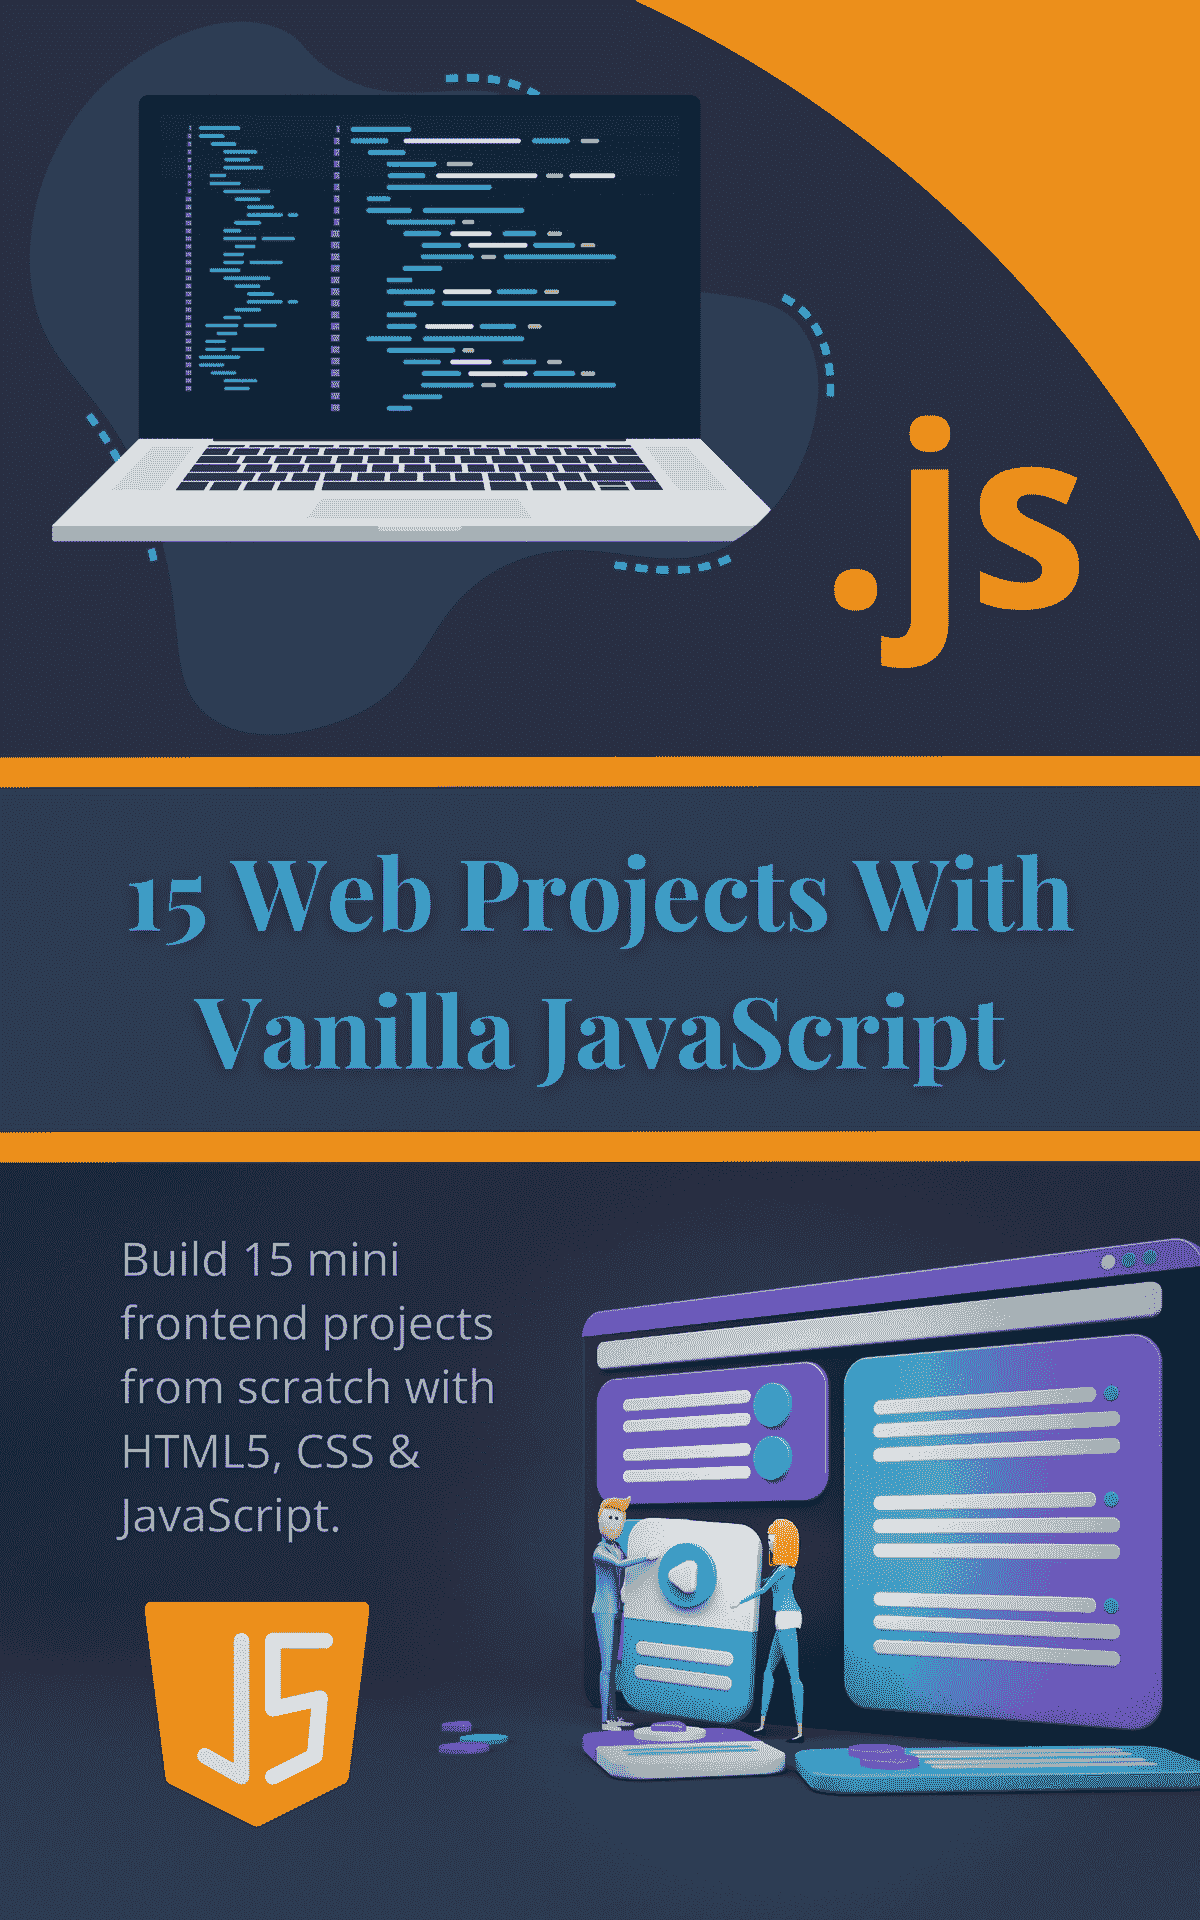 .js
15 Web Projects With
Vanilla JavaScript
Build 15 mini
frontend projects
from scratch with
HTML5, CSS &
JavaScript.
JS